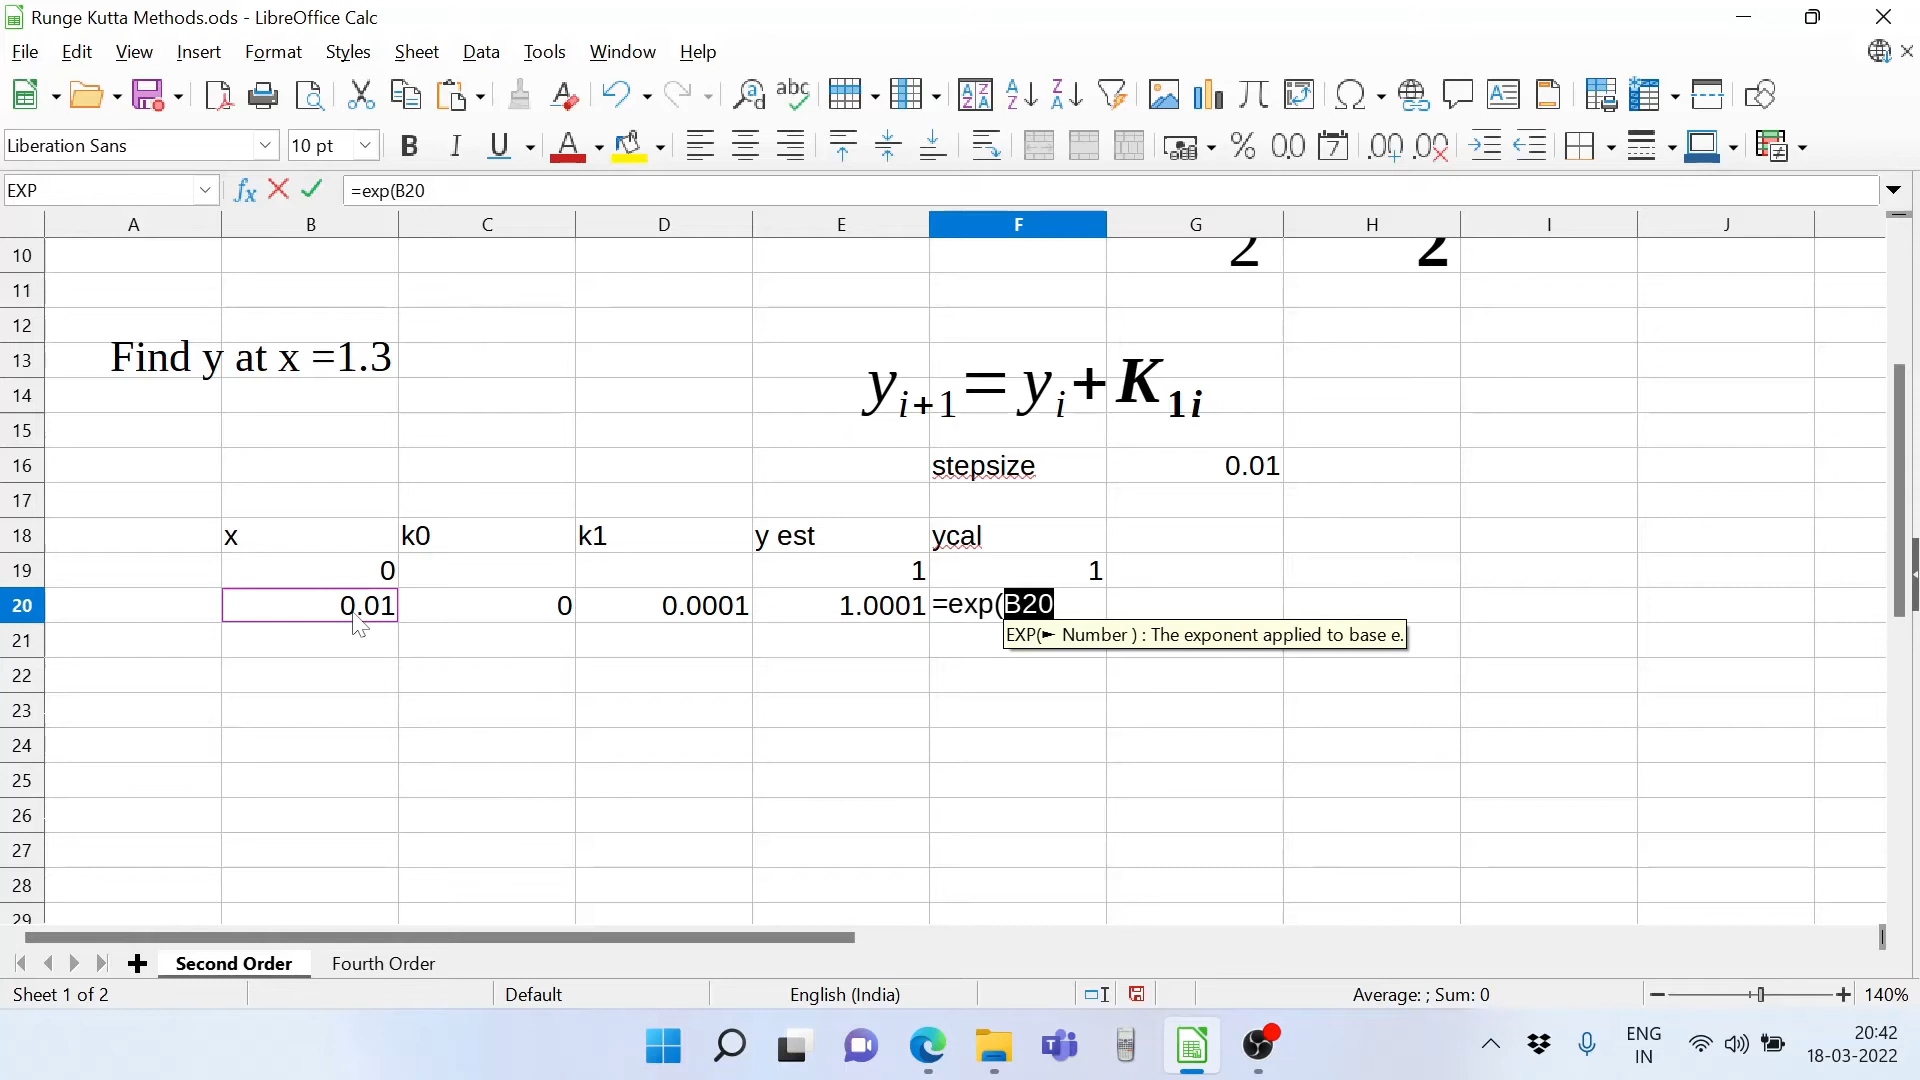 Runge Kutta Methods.ods - LibreOffice Calc
File Edit View Insert Format Styles Sheet Data Tools Window Help
Liberation Sans 10 pt
EXP =exp(B20
A B C D E F G H I J
10 2 2
11
12
13 Find y at x =1.3
14 yi+1=yi+K1i
15
16 stepsize 0.01
17
18 x k0 k1 y est ycal
19 0 1 1
20 0.01 0 0.0001 1.0001 =exp(B20
21 EXP(► Number ) : The exponent applied to base e.
22
23
24
25
26
27
28
29
Second Order Fourth Order
Sheet 1 of 2 Default English (India) Average: ; Sum: 0 140%
ENG 20:42
IN 18-03-2022